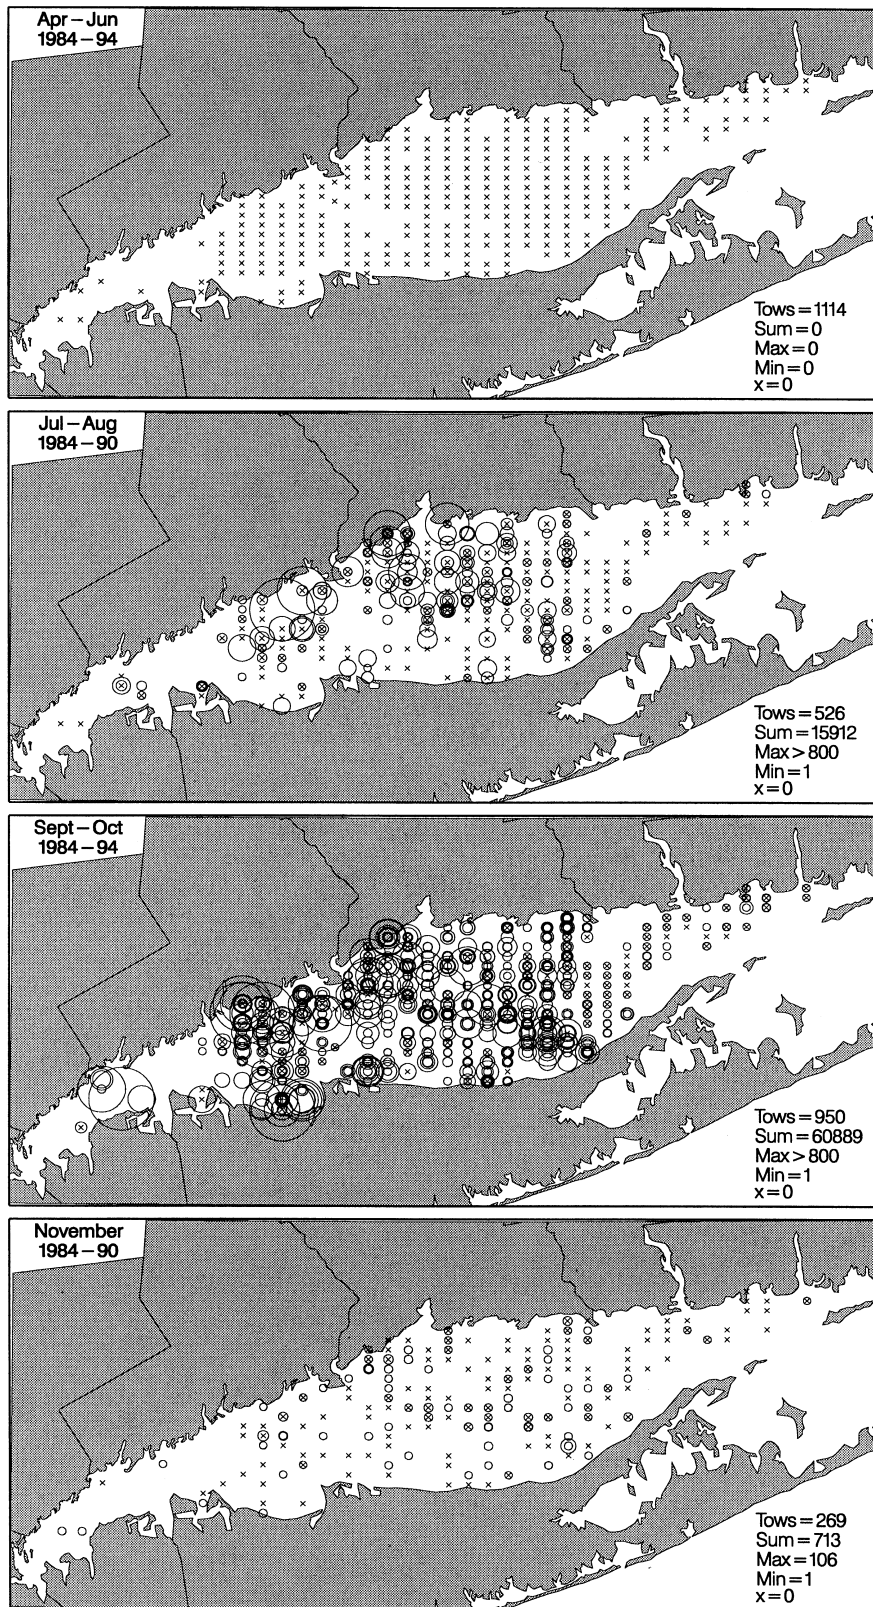 Apr–Jun
1984–94
Tows=1114
Sum=0
Max=0
Min=0
x=0
Jul–Aug
1984–90
Tows=526
Sum=15912
Max>800
Min=1
x=0
Sept–Oct
1984–94
Tows=950
Sum=60889
Max>800
Min=1
x=0
November
1984–90
Tows=269
Sum=713
Max=106
Min=1
x=0